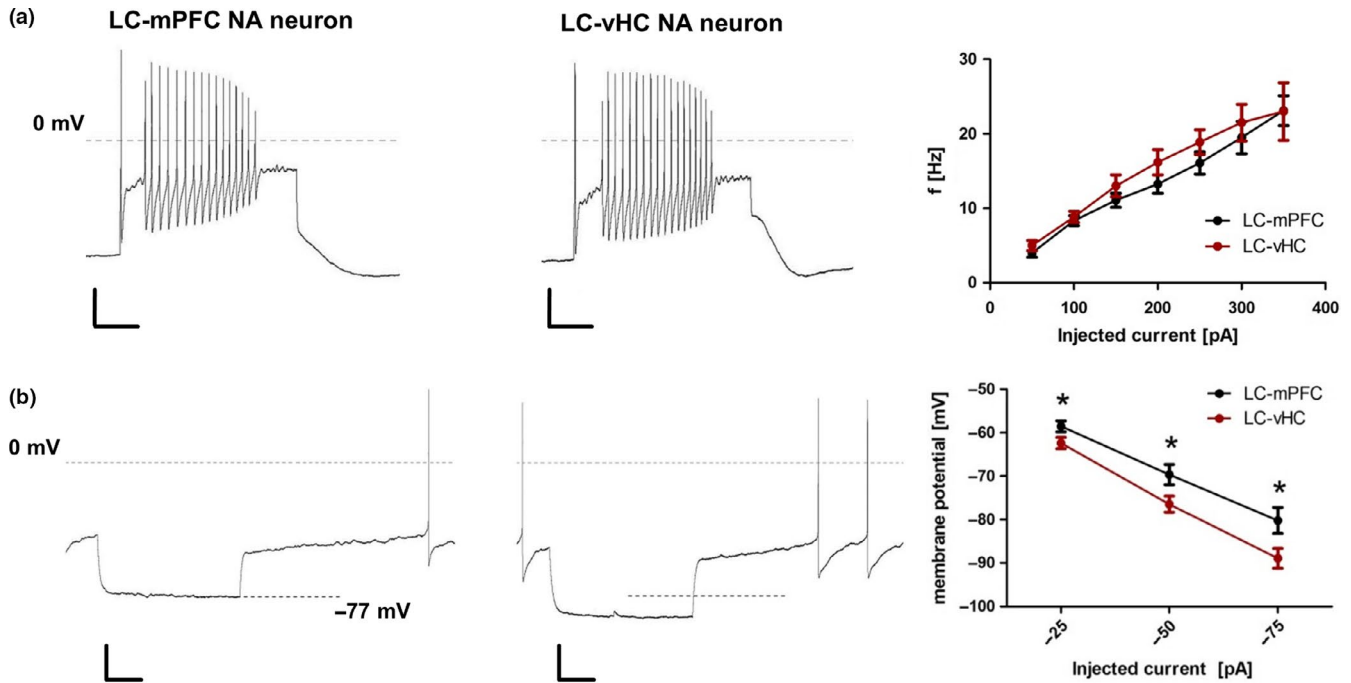 (a)
LC-mPFC NA neuron
LC-vHC NA neuron
0 mV
f [Hz]
30
20
10
0
LC-mPFC
LC-vHC
0 100 200 300 400
Injected current [pA]
(b)
0 mV
–77 mV
membrane potential [mV]
–50
–60
–70
–80
–90
–100
LC-mPFC
LC-vHC
* * *
–25 –50 –75
Injected current [pA]